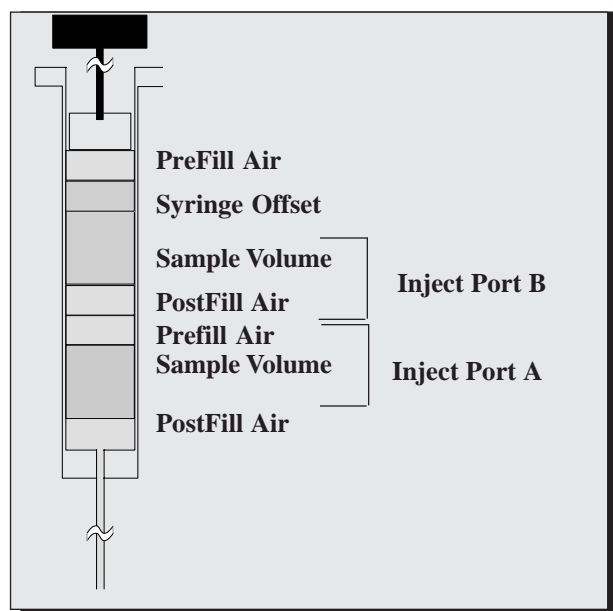 PreFill Air
Syringe Offset
Sample Volume
Inject Port B
PostFill Air
Prefill Air
Sample Volume
Inject Port A
PostFill Air